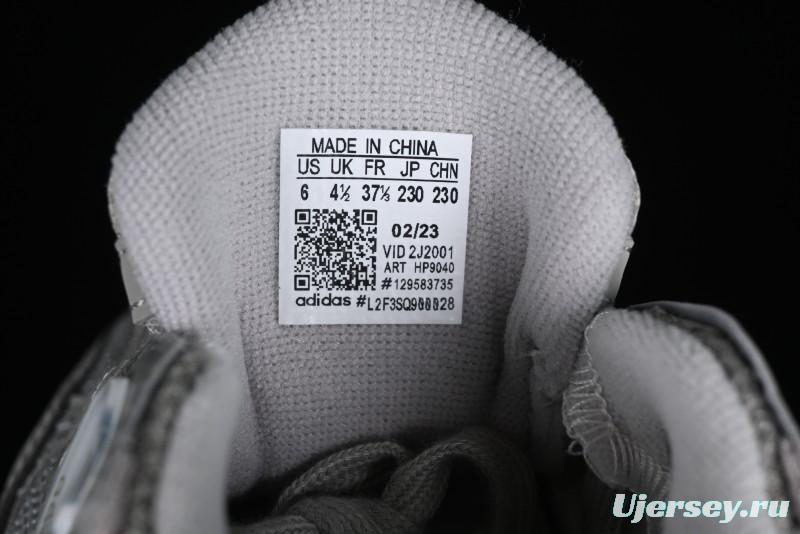 MADE IN CHINA
US UK FR JP CHN
6 4½ 37⅓ 230 230
02/23
VID 2J2001
ART HP9040
#129583735
adidas
Ujersey.ru